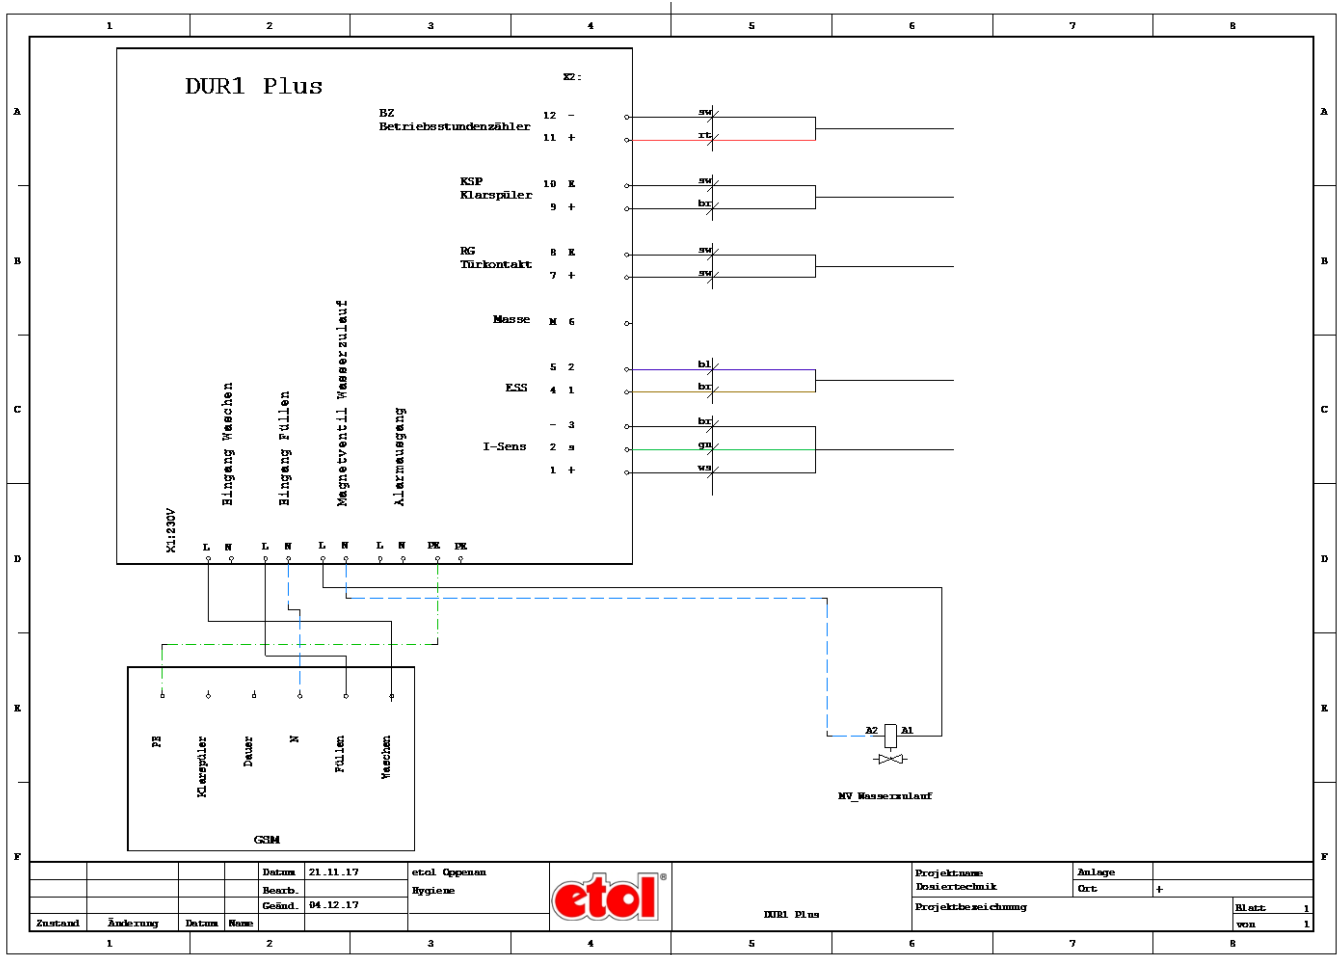 1 2 3 4 5 6 7 8
A A
B B
C C
D D
E E
F F
DUR1 Plus
X2:
BZ
Betriebsstundenzähler
12 -
11 +
sw
rt
KSP
Klarspüler
10 E
9 +
sw
br
RG
Türkontakt
8 E
7 +
sw
sw
Masse M 6
5 2
ESS 4 1
bl
br
- 3
I-Sens 2 s
1 +
br
gn
ws
X1:230V
Eingang Waschen
Eingang Füllen
Magnetventil Wasserzulauf
Alarmausgang
L N L N L N L N PE PE
A2 A1
MV_Wasserzulauf
PE
Klarspüler
Dauer
N
Füllen
Waschen
GSM
Datum 21.11.17
Bearb.
Geänd. 04.12.17
Zustand Änderung Datum Name
etol Oppenau
Hygiene
etol®
DUR1 Plus
Projektname
Dosiertechnik
Projektbezeichnung
Anlage
Ort +
Blatt 1
von 1
1 2 3 4 5 6 7 8